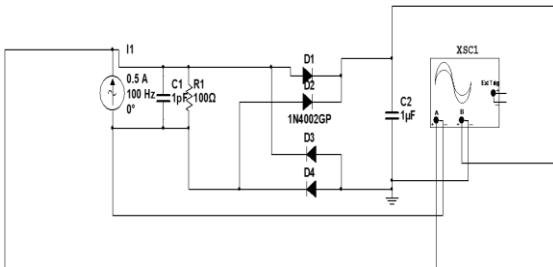 I1
0.5 A
100 Hz
0°
C1
1pF
R1
100Ω
D1
D2
1N4002GP
D3
D4
C2
1µF
XSC1
Ext Trig
A
B